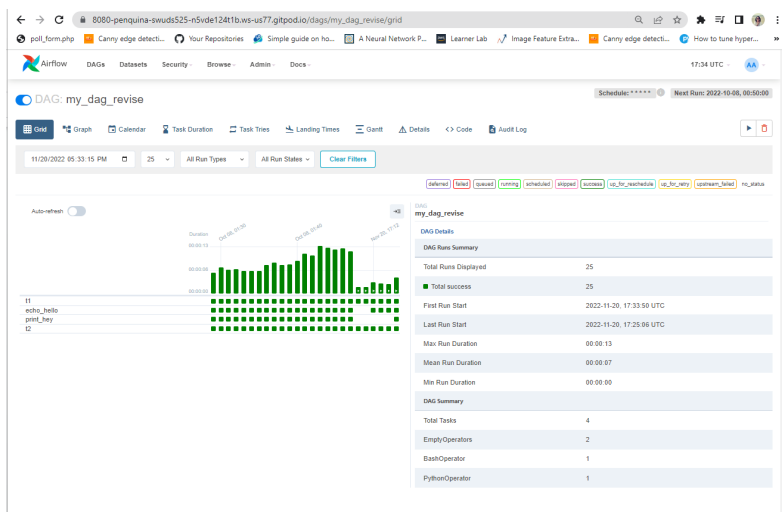 8080-penquina-swuds525-n5vde124t1b.ws-us77.gitpod.io/dags/my_dag_revise/grid
poll_form.php Canny edge detecti... Your Repositories Simple guide on ho... A Neural Network P... Learner Lab Image Feature Extra... Canny edge detecti... How to tune hyper... »
Airflow DAGs Datasets Security Browse Admin Docs 17:34 UTC AA
DAG: my_dag_revise Schedule: * * * * * Next Run: 2022-10-08, 00:50:00
Grid Graph Calendar Task Duration Task Tries Landing Times Gantt Details <> Code Audit Log
11/20/2022 05:33:15 PM 25 All Run Types All Run States Clear Filters
deferred failed queued running scheduled skipped success up_for_reschedule up_for_retry upstream_failed no_status
Auto-refresh
DAG
my_dag_revise
DAG Details
Duration
Oct 08, 01:46
Nov 20, 17:12
00:00:13
00:00:00
t1
echo_hello
print_hey
t2
DAG Runs Summary
Total Runs Displayed 25
Total success 25
First Run Start 2022-11-20, 17:33:50 UTC
Last Run Start 2022-11-20, 17:25:06 UTC
Max Run Duration 00:00:13
Mean Run Duration 00:00:07
Min Run Duration 00:00:00
DAG Summary
Total Tasks 4
EmptyOperators 2
BashOperator 1
PythonOperator 1